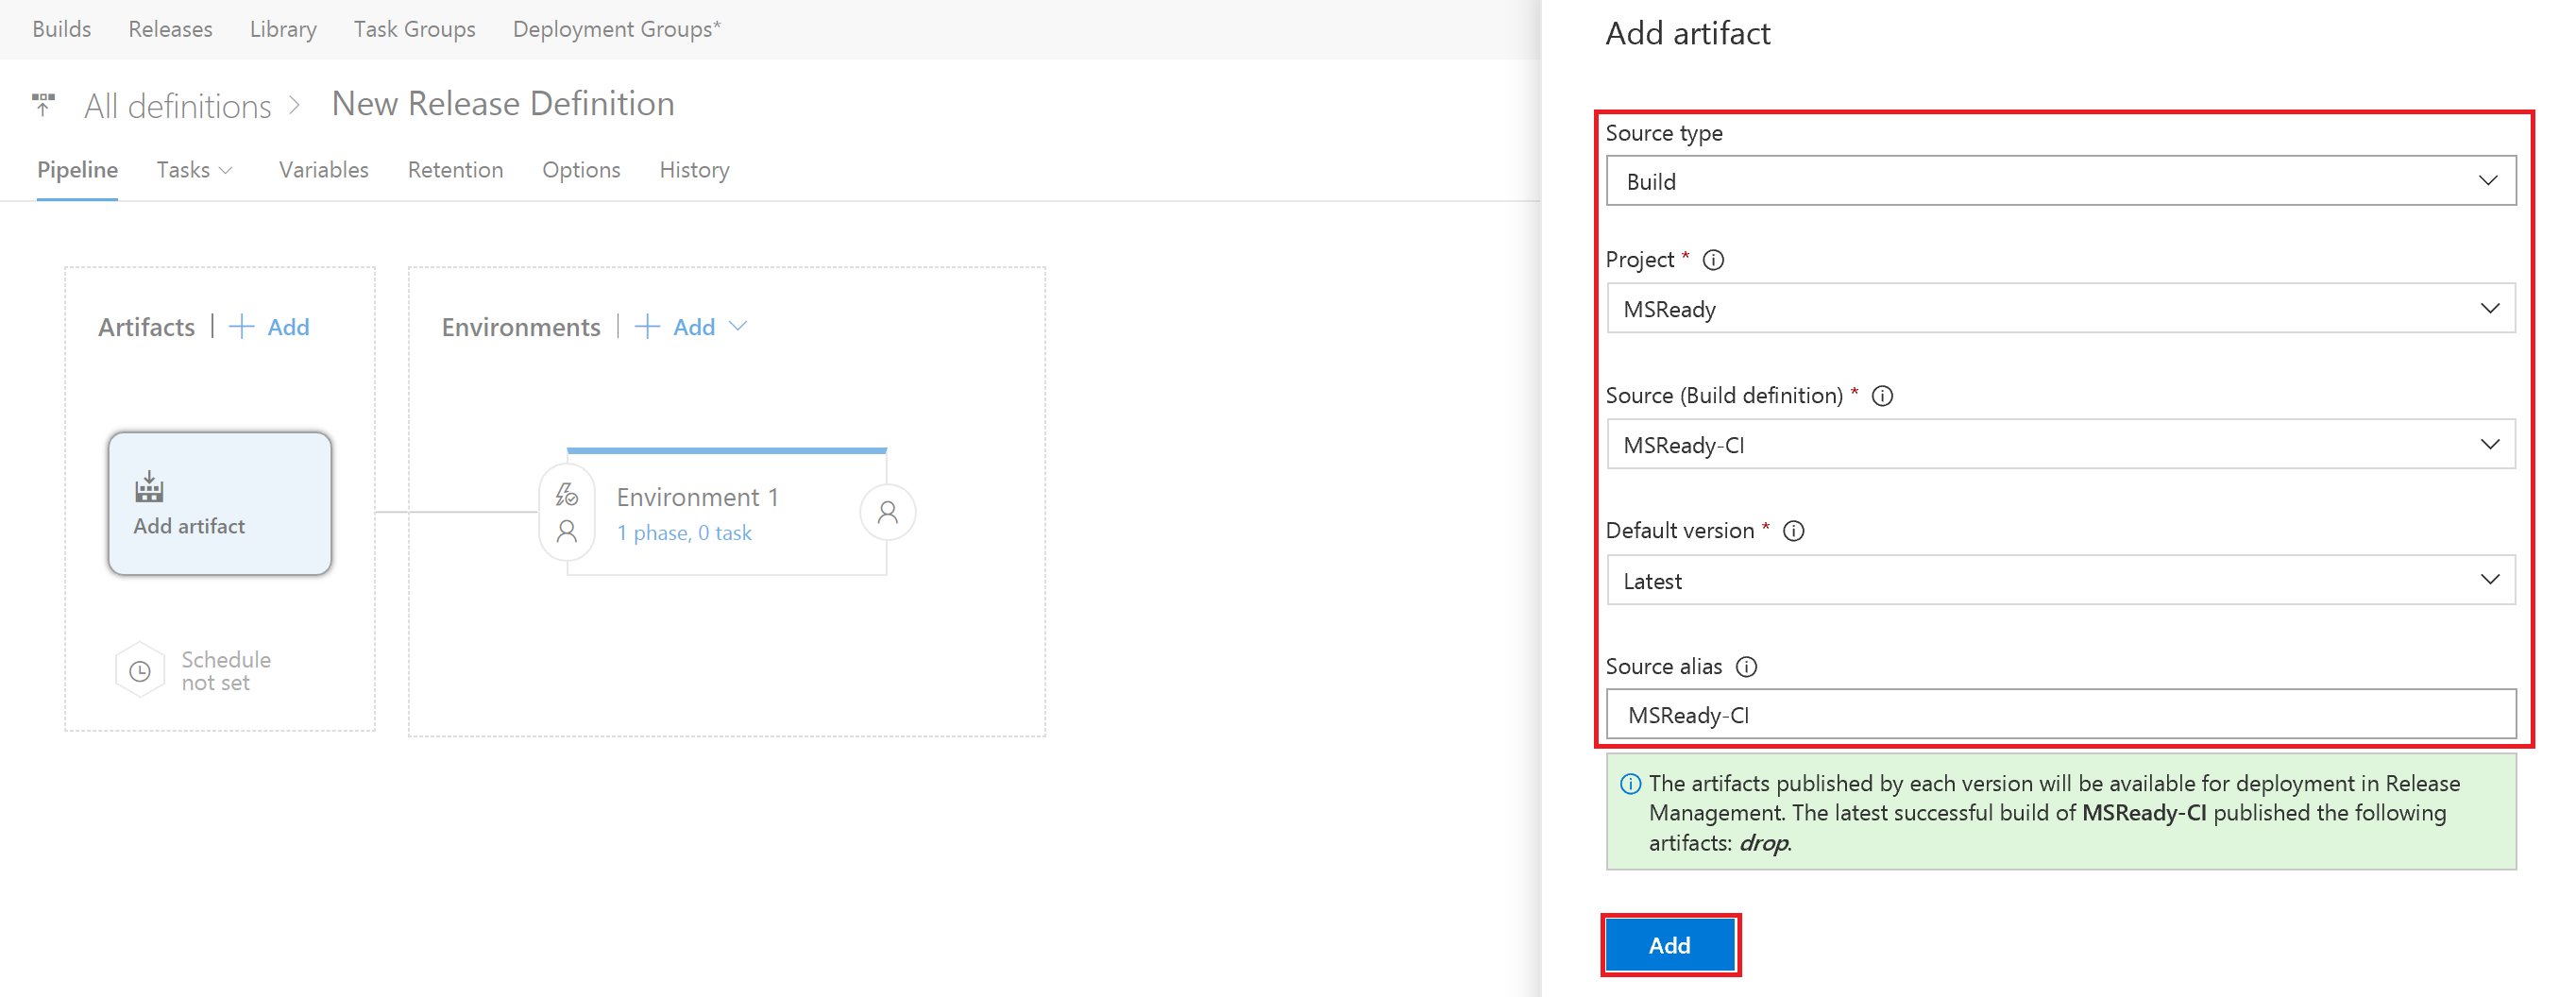 Builds Releases Library Task Groups Deployment Groups*
All definitions > New Release Definition
Pipeline Tasks Variables Retention Options History
Artifacts | + Add
Add artifact
Schedule
not set
Environments | + Add
Environment 1
1 phase, 0 task
Add artifact
Source type
Build
Project *
MSReady
Source (Build definition) *
MSReady-CI
Default version *
Latest
Source alias
MSReady-CI
The artifacts published by each version will be available for deployment in Release
Management. The latest successful build of MSReady-CI published the following
artifacts: drop.
Add